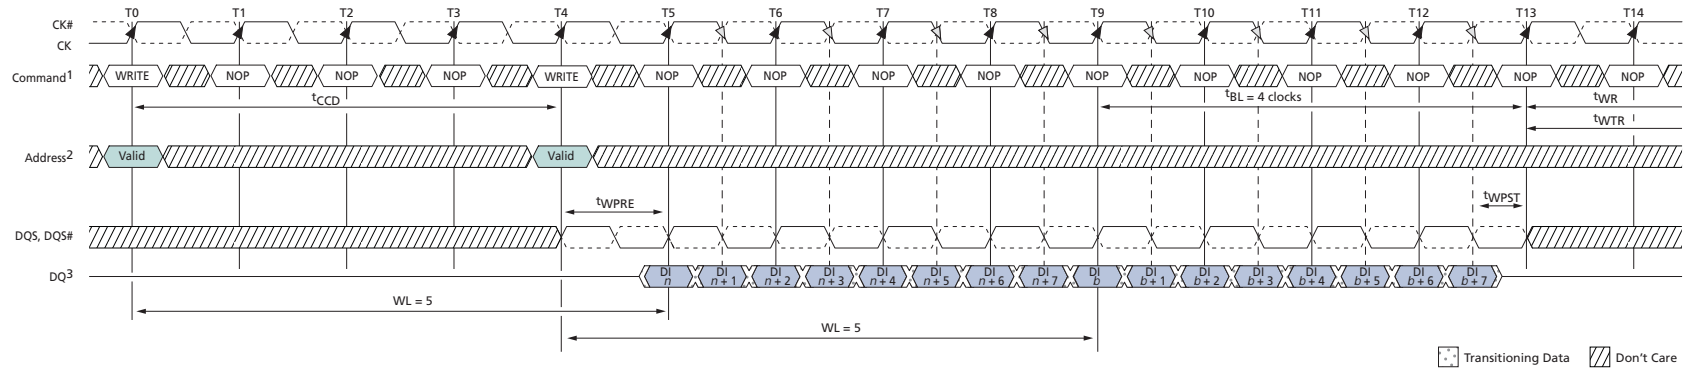 T0 T1 T2 T3 T4 T5 T6 T7 T8 T9 T10 T11 T12 T13 T14
CK#
CK
Command1 WRITE NOP NOP NOP WRITE NOP NOP NOP NOP NOP NOP NOP NOP NOP NOP
tCCD tBL = 4 clocks tWR
tWTR
Address2 Valid Valid
tWPRE tWPST
DQS, DQS#
DQ3 DI n DI n + 1 DI n + 2 DI n + 3 DI n + 4 DI n + 5 DI n + 6 DI n + 7 DI b DI b + 1 DI b + 2 DI b + 3 DI b + 4 DI b + 5 DI b + 6 DI b + 7
WL = 5
WL = 5
Transitioning Data Don't Care